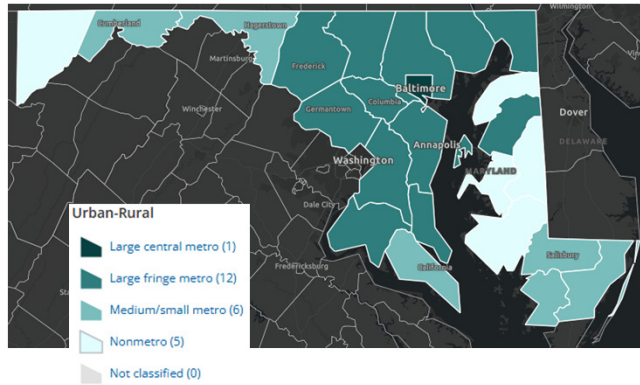 Wilmington
Cumberland
Hagerstown
Martinsburg
Frederick
Baltimore
Winchester
Germantown
Columbia
Dover
Annapolis
DELAWARE
Washington
MARYLAND
Dale City
Urban-Rural
Large central metro (1)
Large fringe metro (12)
Medium/small metro (6)
Nonmetro (5)
Not classified (0)
Fredericksburg
California
Salisbury